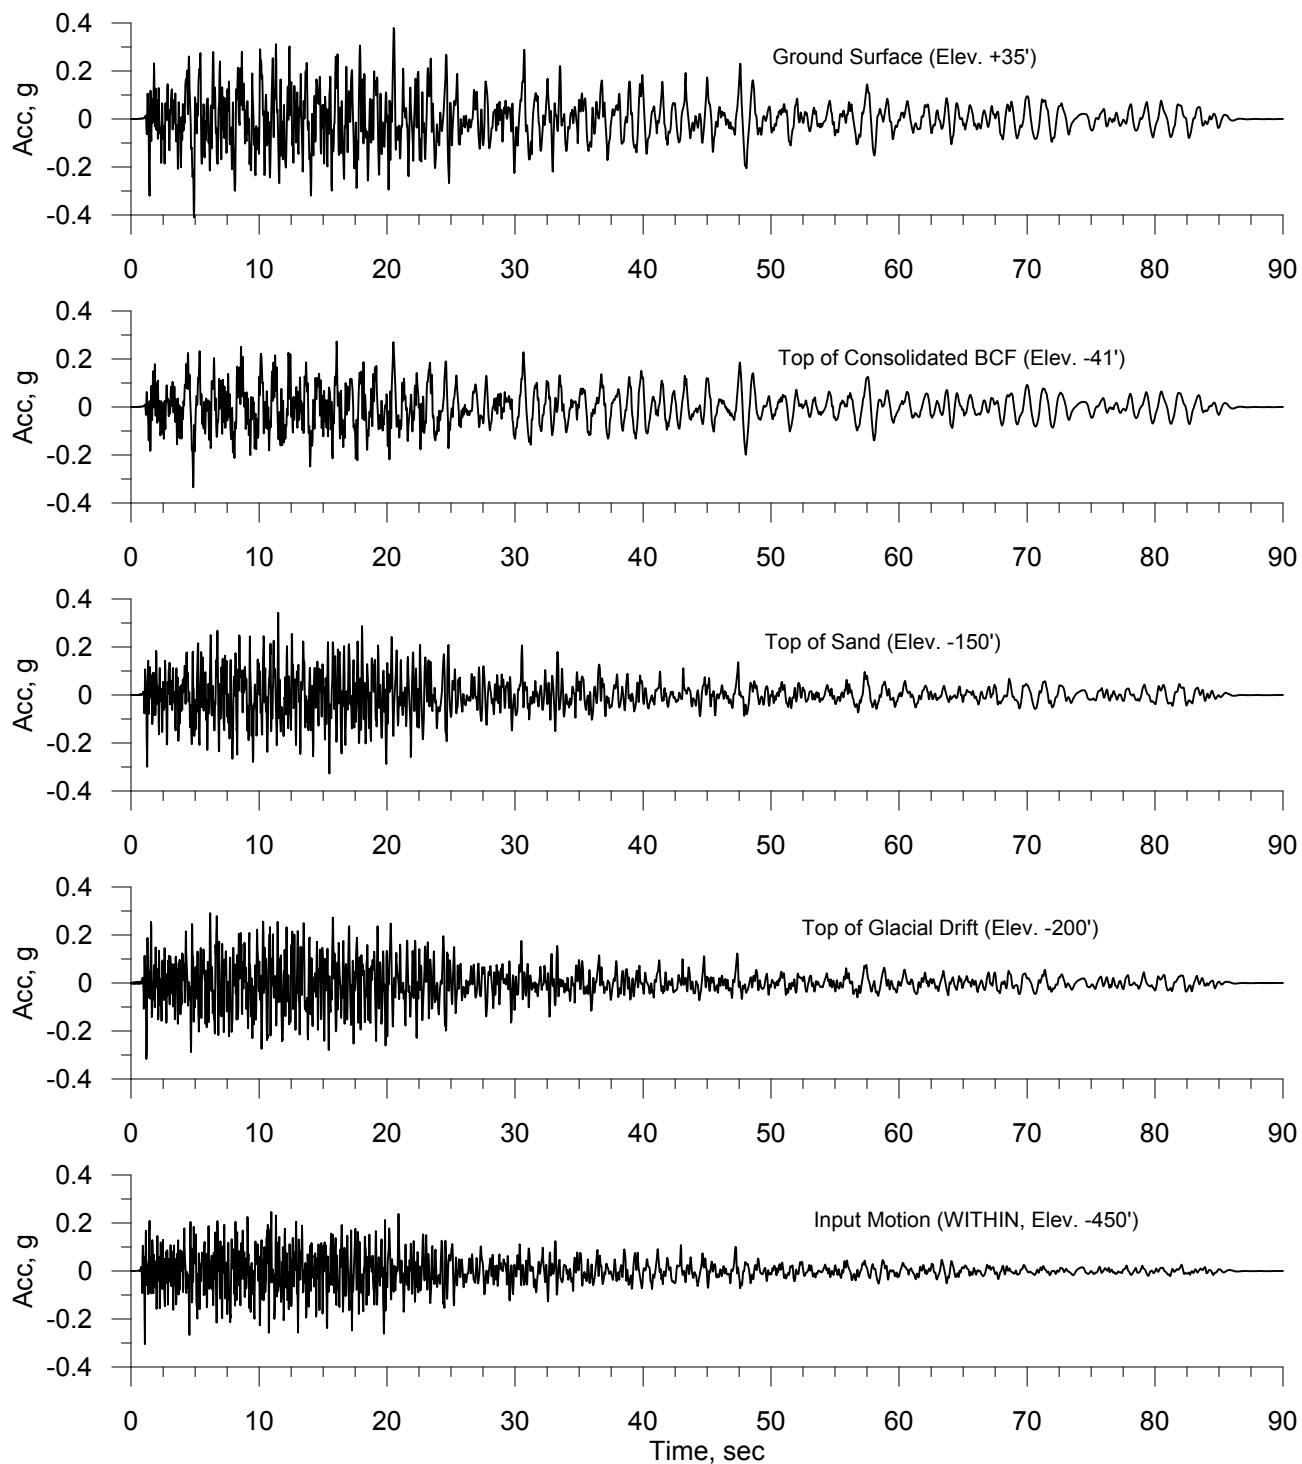 0.4
Ground Surface (Elev. +35')
0.2
Acc, g
0
-0.2
-0.4
0 10 20 30 40 50 60 70 80 90
0.4
Top of Consolidated BCF (Elev. -41')
0.2
Acc, g
0
-0.2
-0.4
0 10 20 30 40 50 60 70 80 90
0.4
Top of Sand (Elev. -150')
0.2
Acc, g
0
-0.2
-0.4
0 10 20 30 40 50 60 70 80 90
0.4
Top of Glacial Drift (Elev. -200')
0.2
Acc, g
0
-0.2
-0.4
0 10 20 30 40 50 60 70 80 90
0.4
Input Motion (WITHIN, Elev. -450')
0.2
Acc, g
0
-0.2
-0.4
0 10 20 30 40 50 60 70 80 90
Time, sec